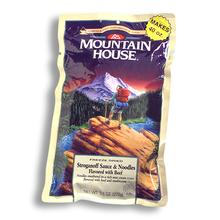 MAKES
40 oz.
MOUNTAIN
HOUSE®
FREEZE DRIED
Stroganoff Sauce & Noodles
Flavored with Beef